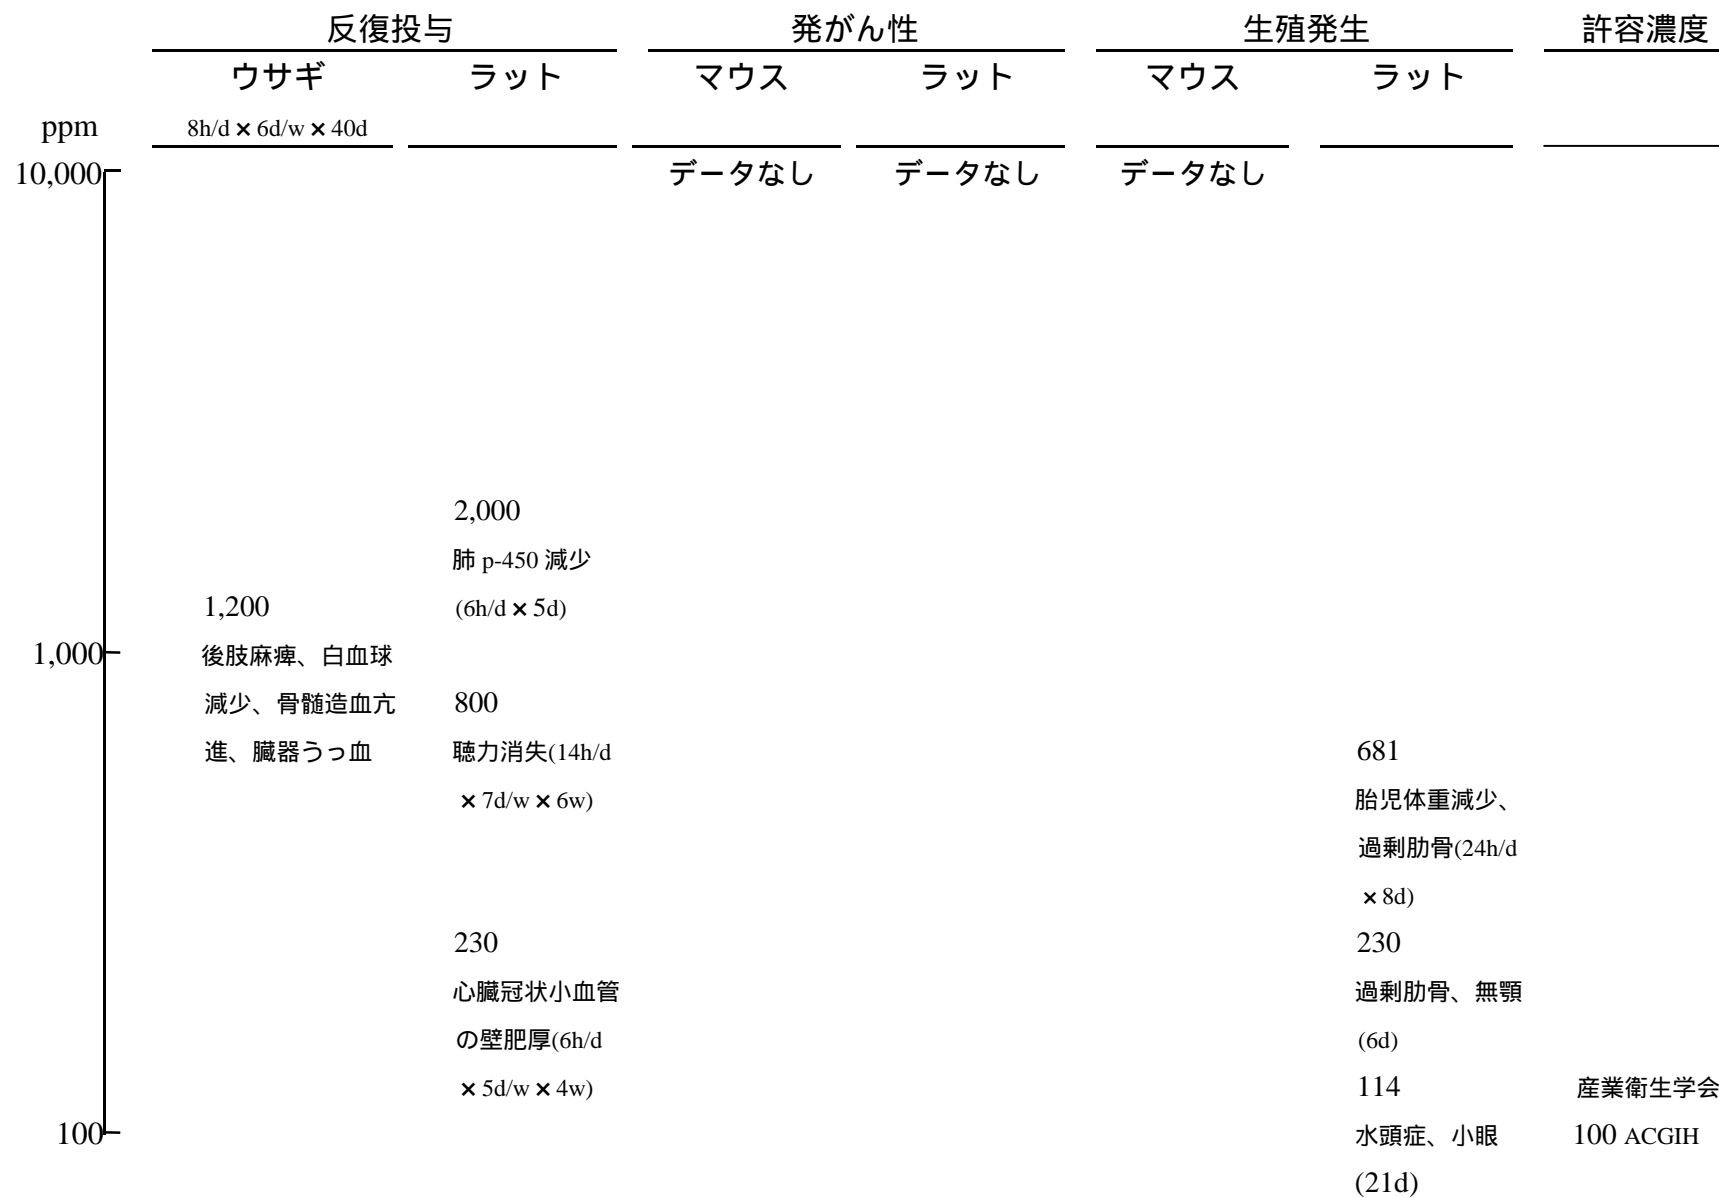 反復投与 発がん性 生殖発生 許容濃度
ウサギ ラット マウス ラット マウス ラット
ppm 8h/d×6d/w×40d
10,000 データなし データなし データなし
2,000
肺 p-450 減少
1,200 (6h/d×5d)
1,000 後肢麻痺、白血球
減少、骨髄造血亢 800
進、臓器うっ血 聴力消失(14h/d 681
×7d/w×6w) 胎児体重減少、
過剰肋骨(24h/d
×8d)
230 230
心臓冠状小血管 過剰肋骨、無顎
の壁肥厚(6h/d (6d)
×5d/w×4w) 114 産業衛生学会
100 水頭症、小眼 100 ACGIH
(21d)